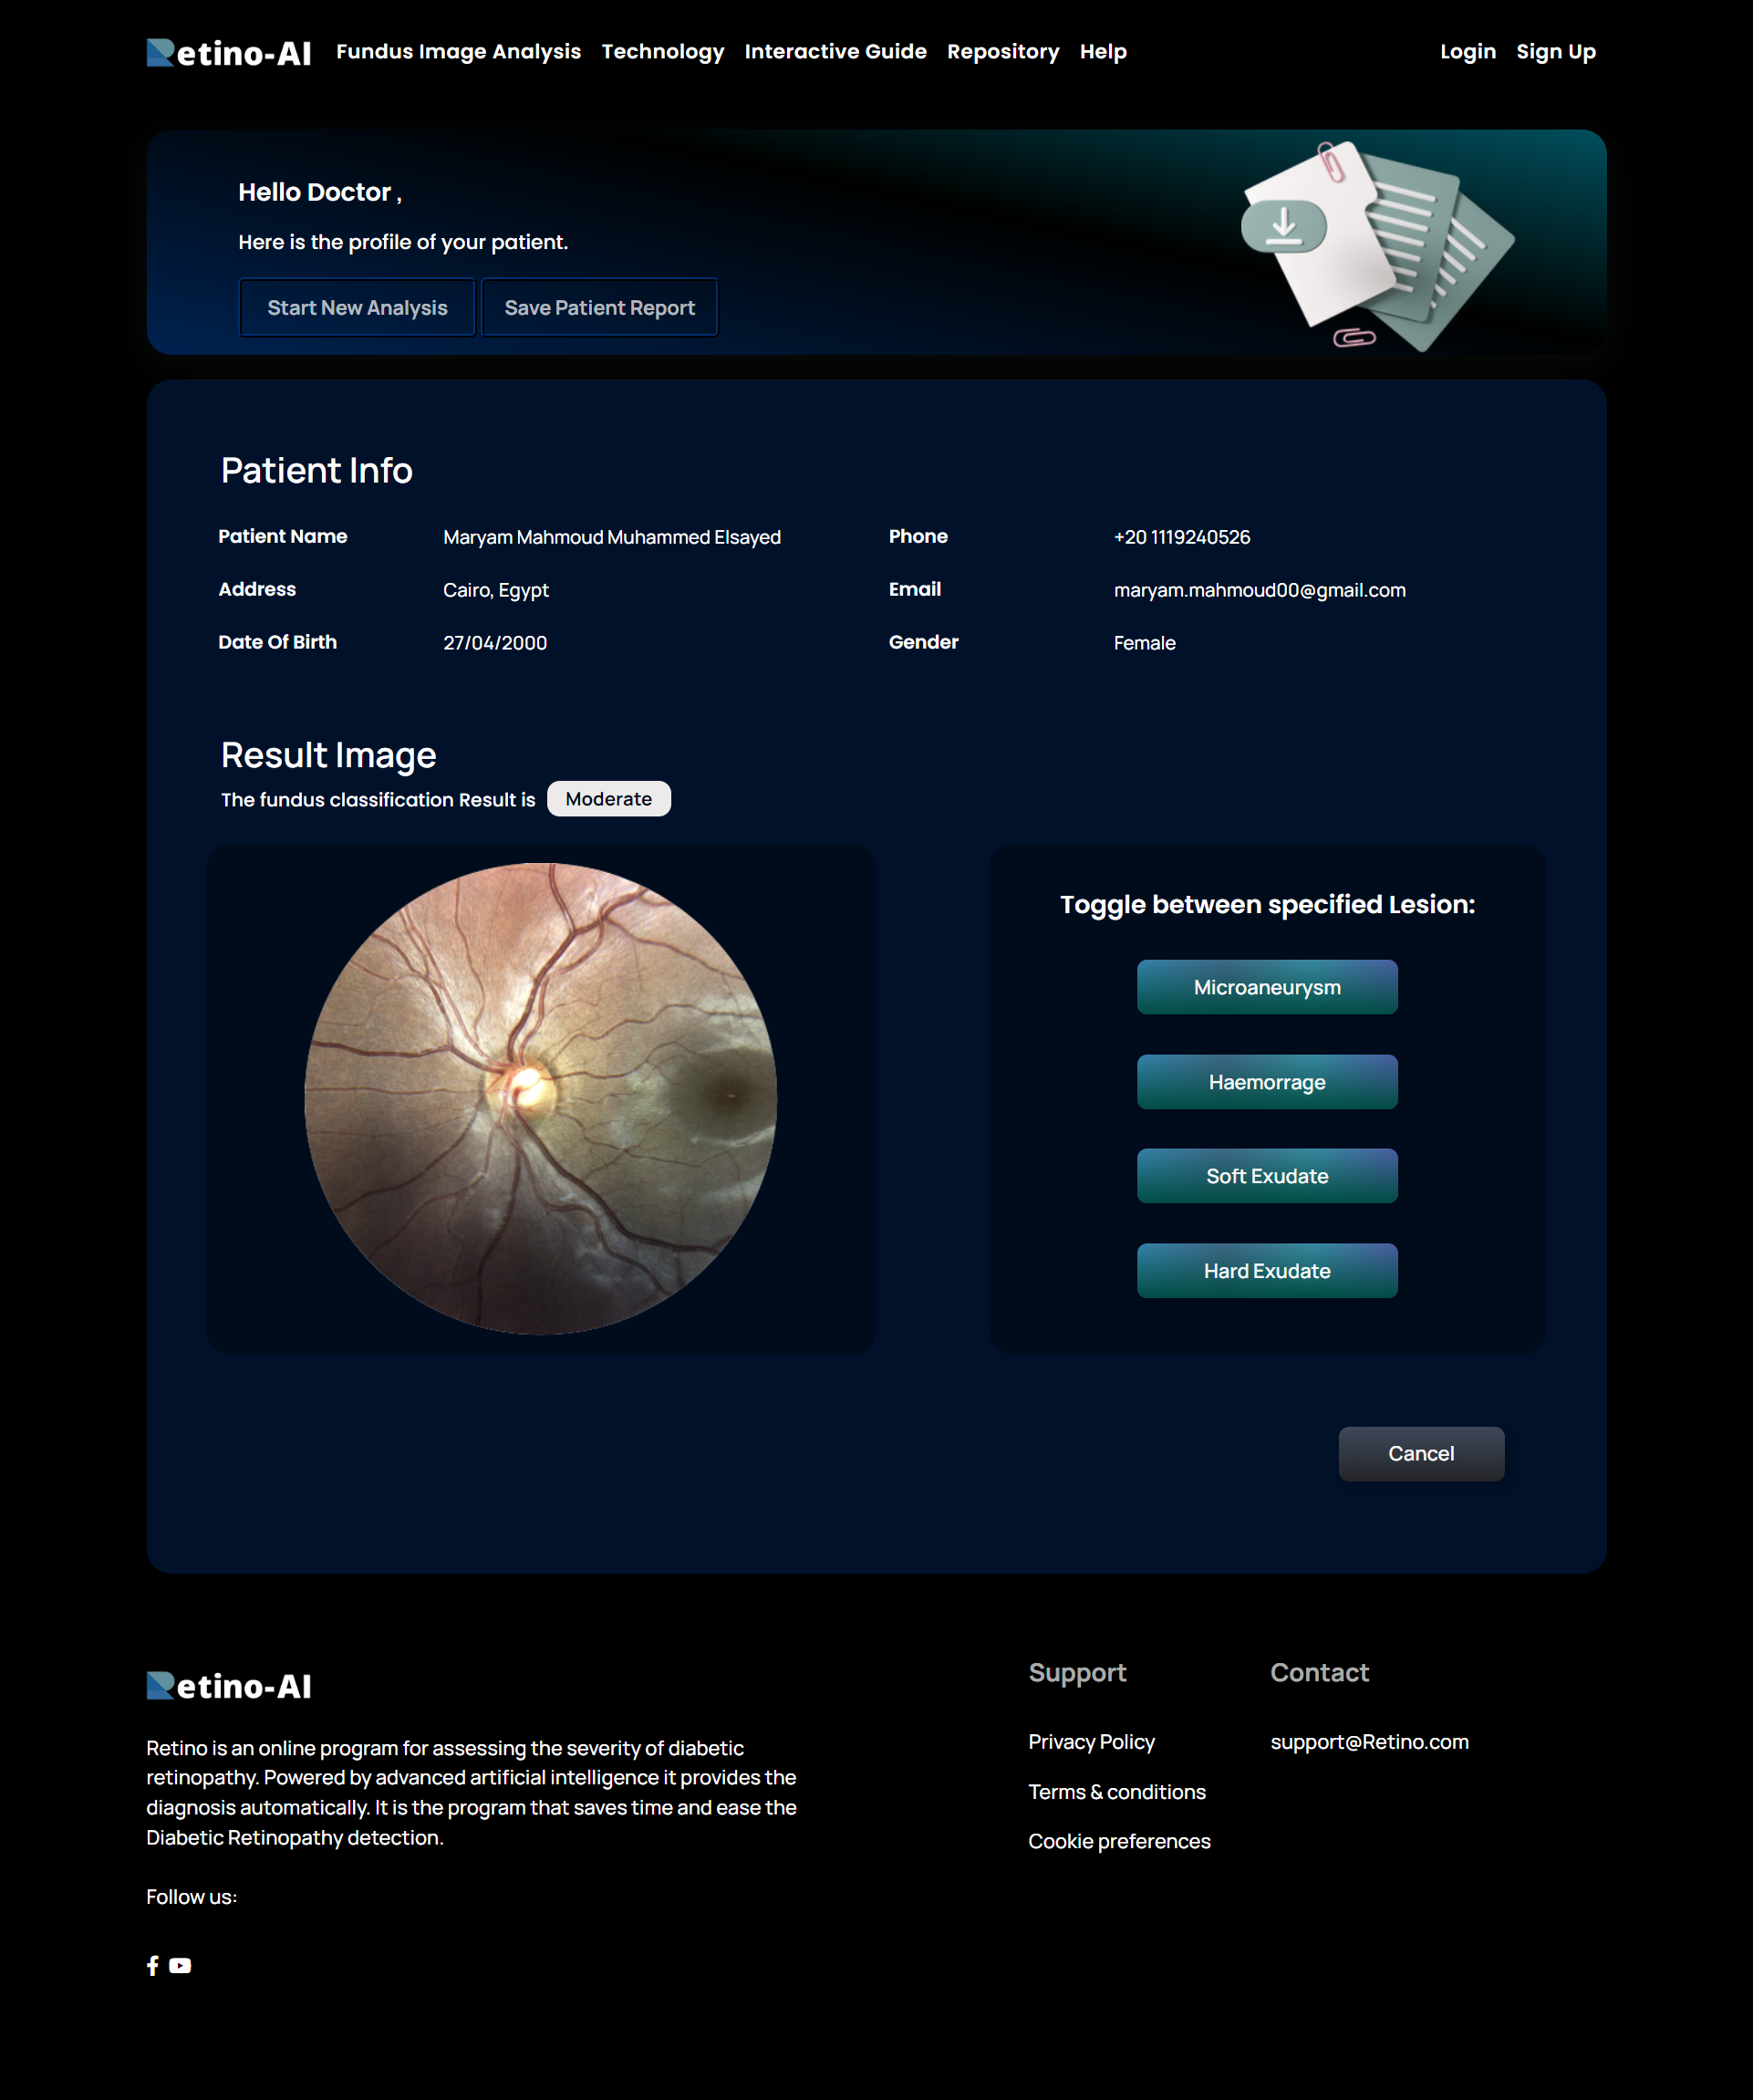 Retino-AI Fundus Image Analysis Technology Interactive Guide Repository Help Login Sign Up
Hello Doctor ,
Here is the profile of your patient.
Start New Analysis Save Patient Report
Patient Info
Patient Name Maryam Mahmoud Muhammed Elsayed Phone +20 1119240526
Address Cairo, Egypt Email maryam.mahmoud00@gmail.com
Date Of Birth 27/04/2000 Gender Female
Result Image
The fundus classification Result is Moderate
Toggle between specified Lesion:
Microaneurysm
Haemorrage
Soft Exudate
Hard Exudate
Cancel
Retino-AI
Retino is an online program for assessing the severity of diabetic
retinopathy. Powered by advanced artificial intelligence it provides the
diagnosis automatically. It is the program that saves time and ease the
Diabetic Retinopathy detection.
Follow us:
Support
Privacy Policy
Terms & conditions
Cookie preferences
Contact
support@Retino.com